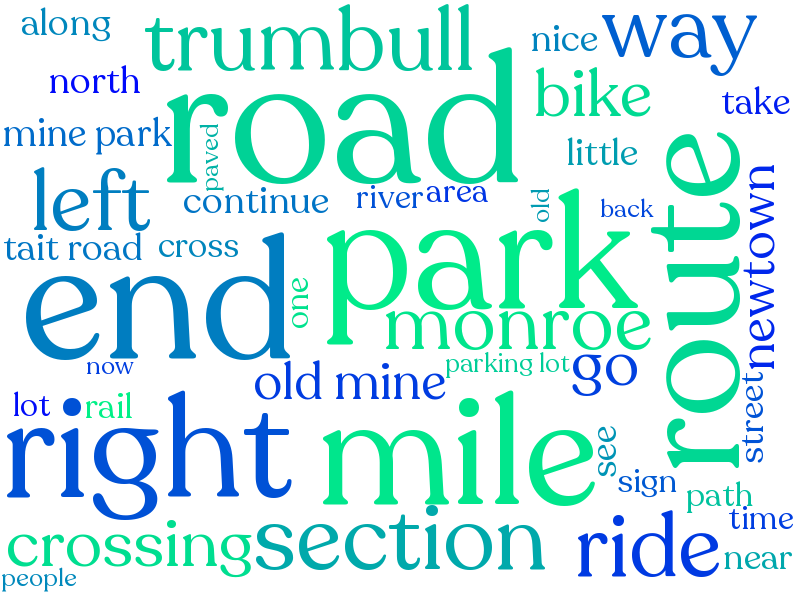 along
trumbull
nice
way
north
road
bike
take
mine park
paved
little
route
left
continue
river
area
old
back
newtown
tait road
cross
end
one
park
monroe
now
old mine
parking lot
go
street
lot
rail
right
mile
see
sign
path
crossing
section
ride
time
near
people